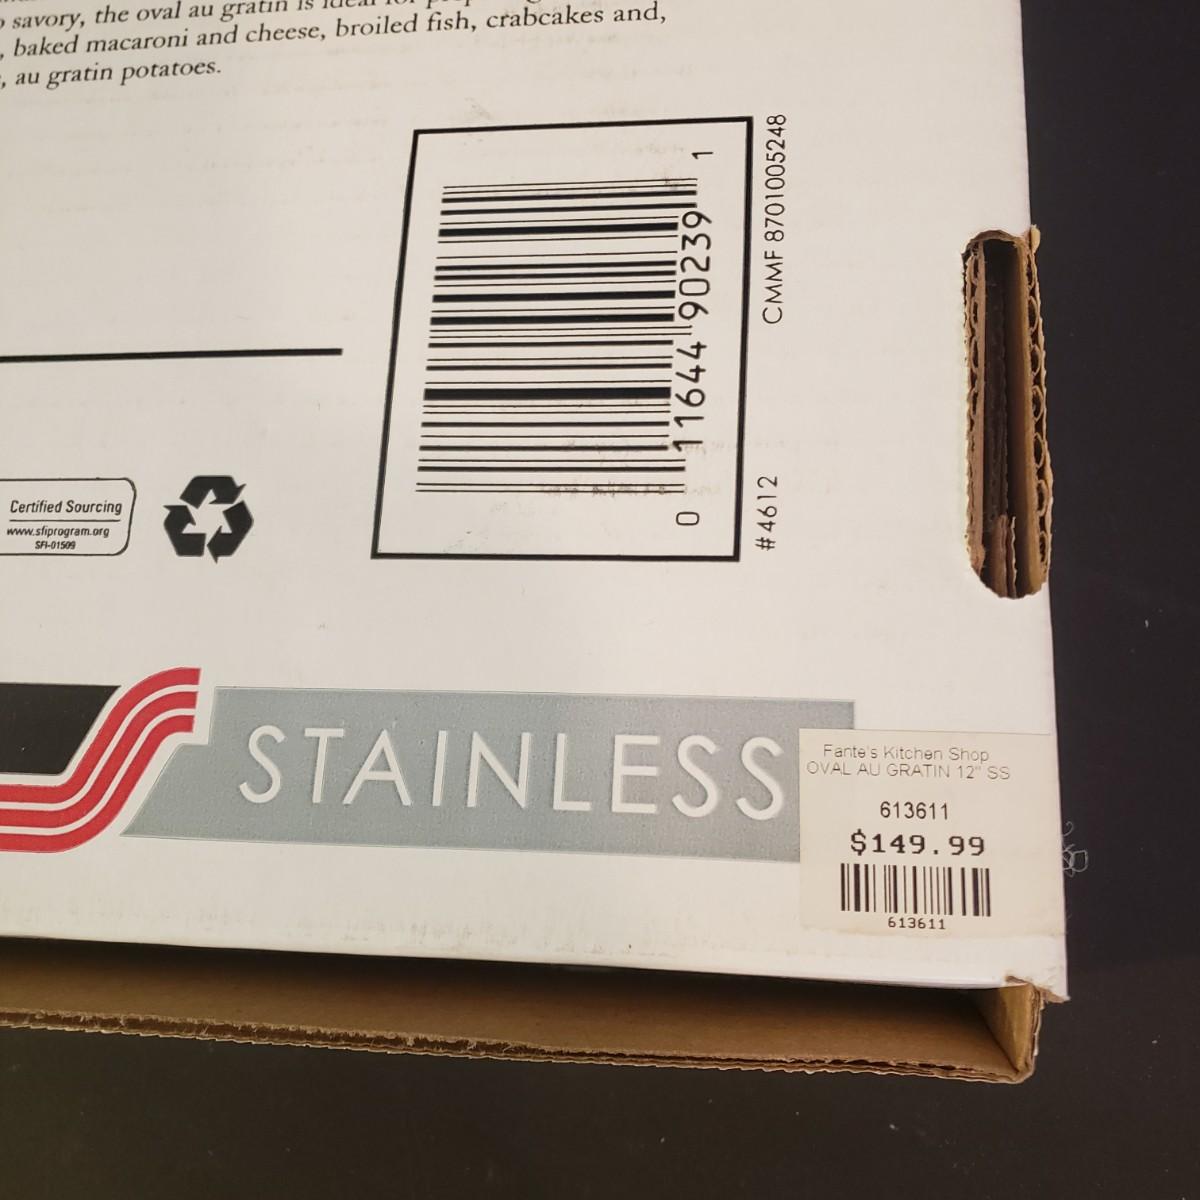 savory, the oval au gratin is ideal for
, baked macaroni and cheese, broiled fish, crabcakes and,
, au gratin potatoes.
0 11644 90239 1
#4612 CMMF 8701005248
Certified Sourcing
www.sfiprogram.org
SFI-01509
STAINLESS
Fante's Kitchen Shop
OVAL AU GRATIN 12" SS
613611
$149.99
613611